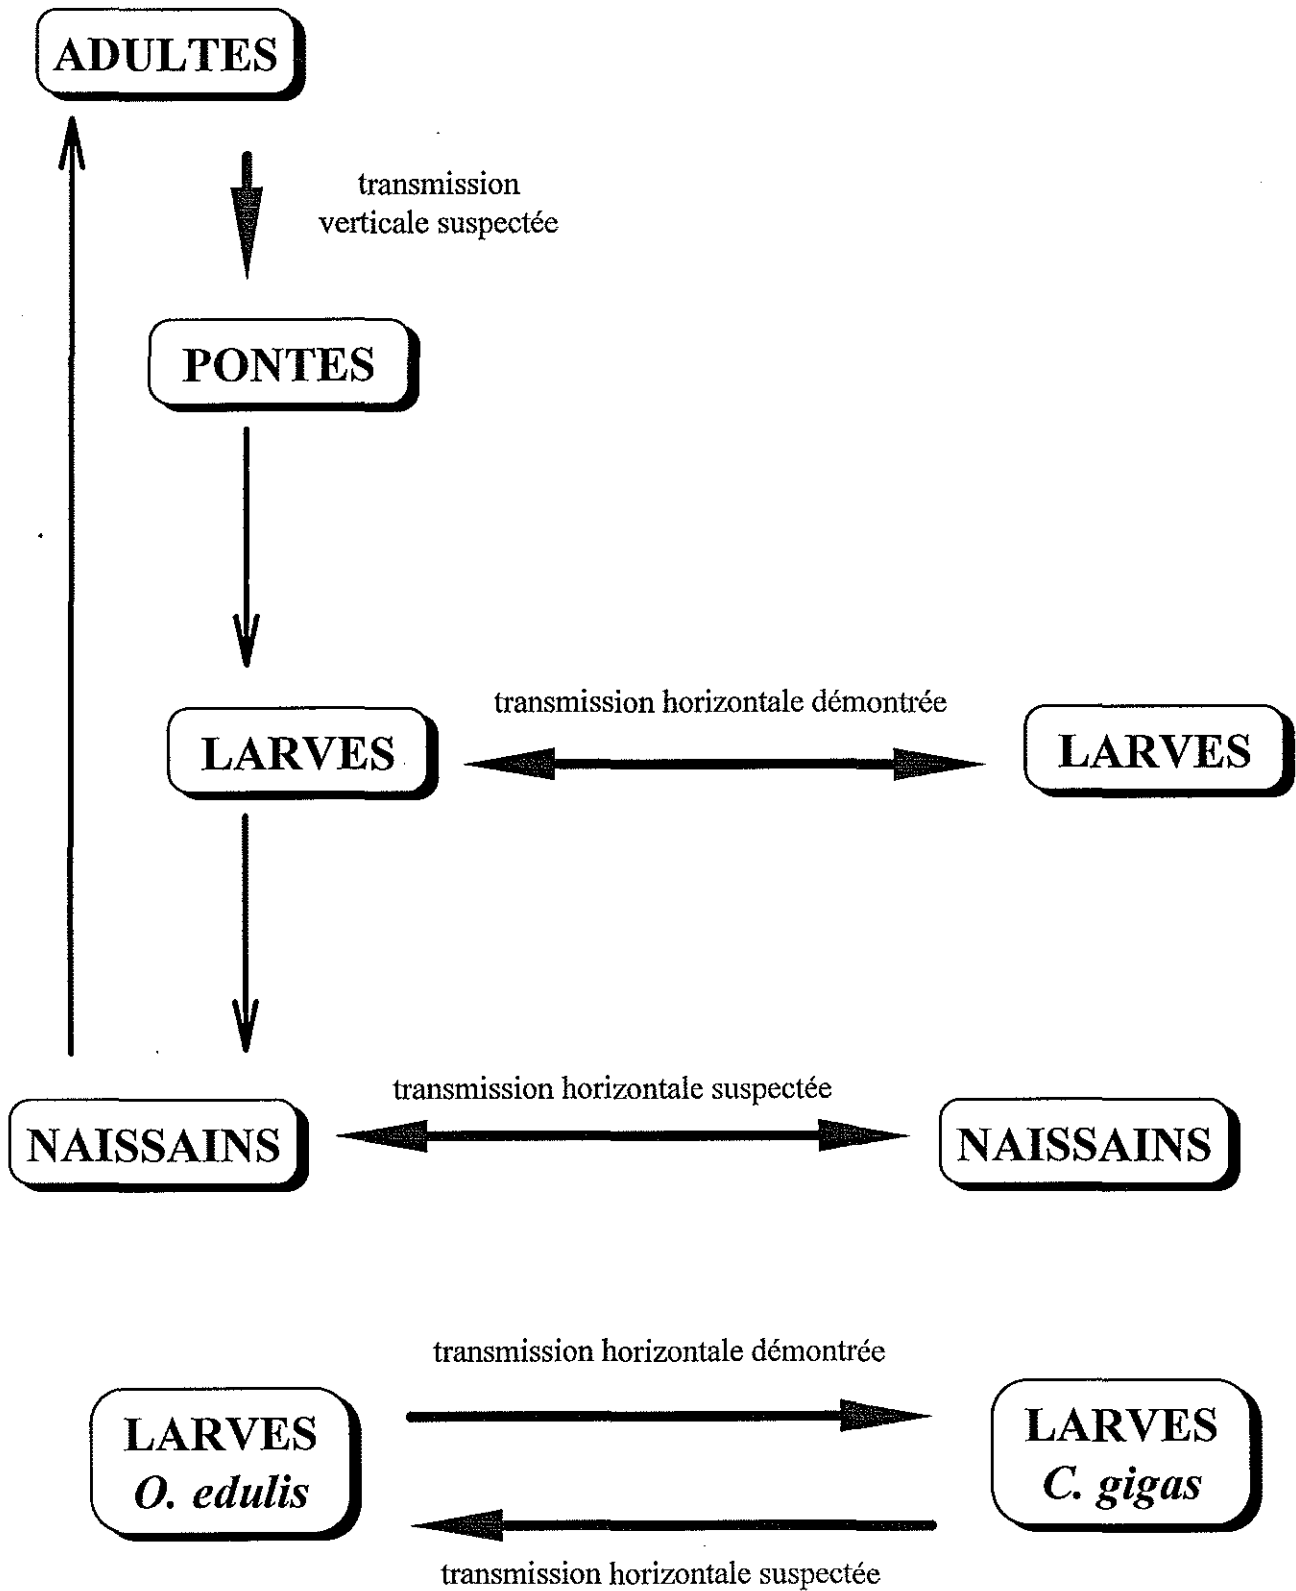 ADULTES
transmission
verticale suspectée
PONTES
transmission horizontale démontrée
LARVES
LARVES
transmission horizontale suspectée
NAISSAINS
NAISSAINS
transmission horizontale démontrée
LARVES
O. edulis
LARVES
C. gigas
transmission horizontale suspectée